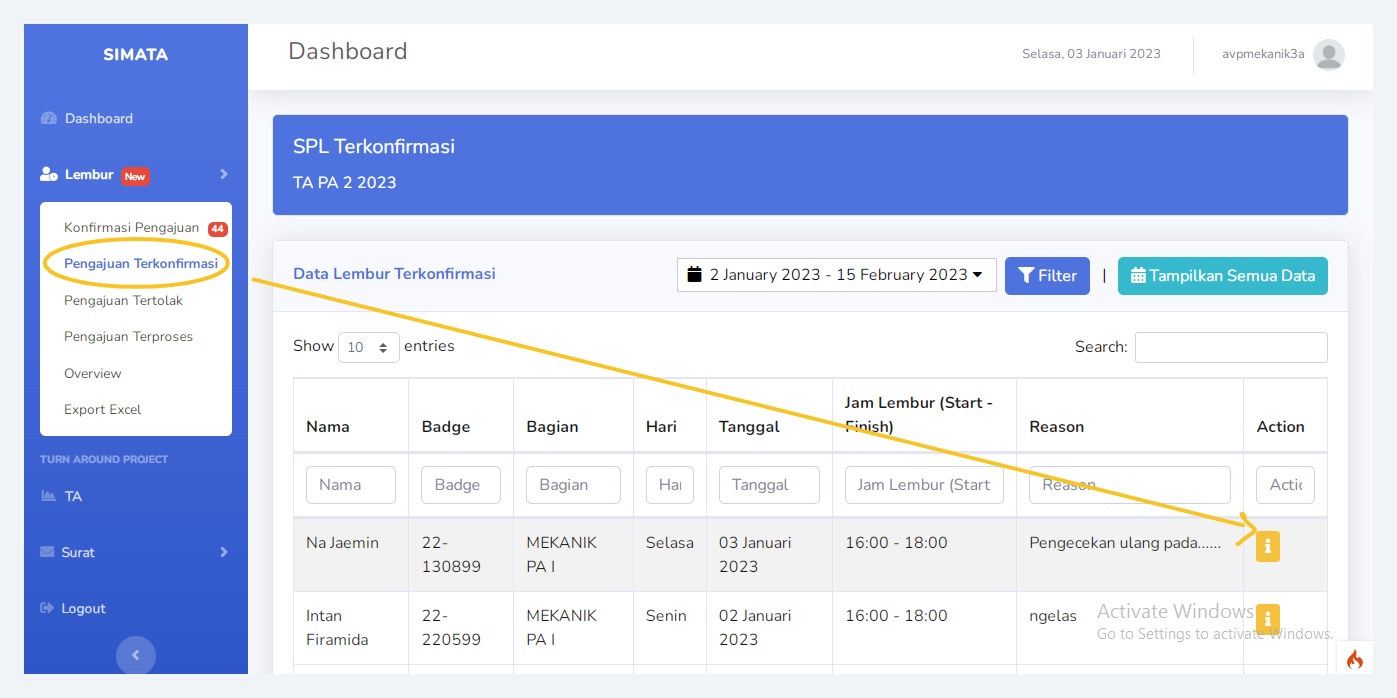 SIMATA
Dashboard
Lembur New
Konfirmasi Pengajuan 44
Pengajuan Terkonfirmasi
Pengajuan Tertolak
Pengajuan Terproses
Overview
Export Excel
TURN AROUND PROJECT
TA
Surat
Logout
Dashboard
Selasa, 03 Januari 2023
avpmekanik3a
SPL Terkonfirmasi
TA PA 2 2023
Data Lembur Terkonfirmasi
2 January 2023 - 15 February 2023
Filter
|
Tampilkan Semua Data
Show 10 entries
Search:
Nama
Badge
Bagian
Hari
Tanggal
Jam Lembur (Start -
Finish)
Reason
Action
Nama
Badge
Bagian
Har
Tanggal
Jam Lembur (Start
Reason
Actic
Na Jaemin
22-
130899
MEKANIK
PA I
Selasa
03 Januari
2023
16:00 - 18:00
Pengecekan ulang pada......
Intan
Firamida
22-
220599
MEKANIK
PA I
Senin
02 Januari
2023
16:00 - 18:00
ngelas
Activate Windows
Go to Settings to activate Windows.